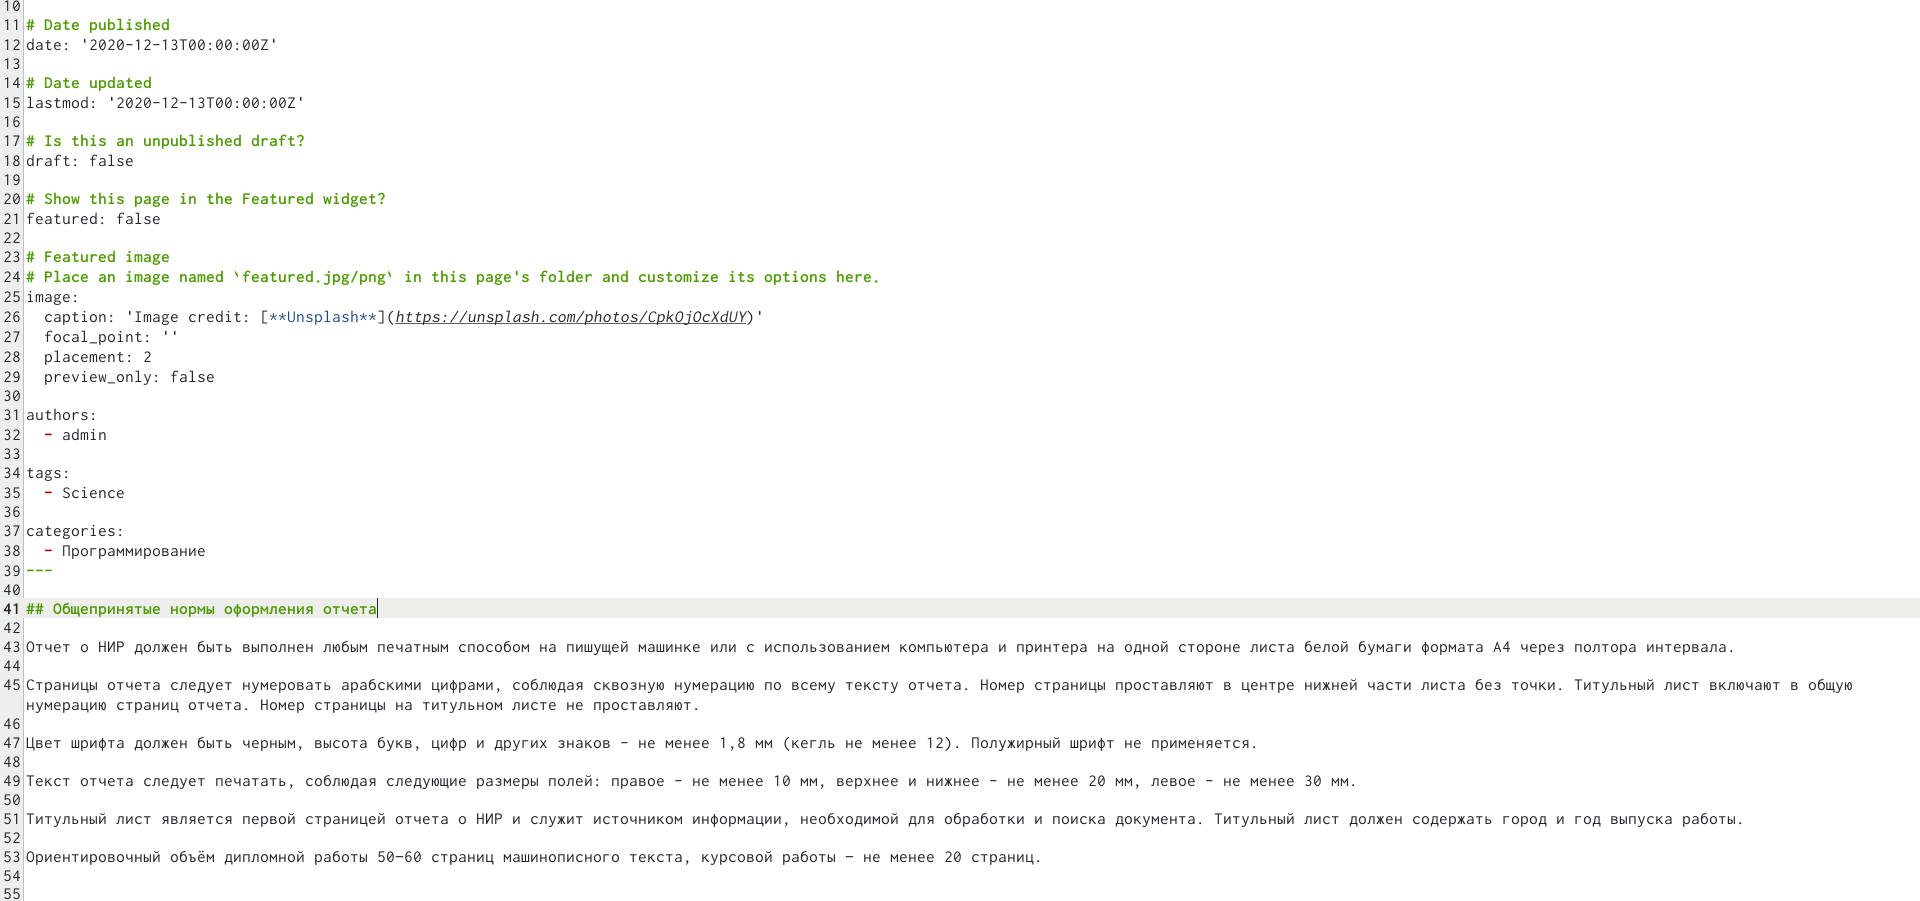 10
11 # Date published
12 date: '2020-12-13T00:00:00Z'
13
14 # Date updated
15 lastmod: '2020-12-13T00:00:00Z'
16
17 # Is this an unpublished draft?
18 draft: false
19
20 # Show this page in the Featured widget?
21 featured: false
22
23 # Featured image
24 # Place an image named `featured.jpg/png` in this page's folder and customize its options here.
25 image:
26   caption: 'Image credit: [**Unsplash**](https://unsplash.com/photos/CpkOjOcXdUY)'
27   focal_point: ''
28   placement: 2
29   preview_only: false
30
31 authors:
32   - admin
33
34 tags:
35   - Science
36
37 categories:
38   - Программирование
39 ---
40
41 ## Общепринятые нормы оформления отчета
42
43 Отчет о НИР должен быть выполнен любым печатным способом на пишущей машинке или с использованием компьютера и принтера на одной стороне листа белой бумаги формата А4 через полтора интервала.
44
45 Страницы отчета следует нумеровать арабскими цифрами, соблюдая сквозную нумерацию по всему тексту отчета. Номер страницы проставляют в центре нижней части листа без точки. Титульный лист включают в общую
нумерацию страниц отчета. Номер страницы на титульном листе не проставляют.
46
47 Цвет шрифта должен быть черным, высота букв, цифр и других знаков - не менее 1,8 мм (кегль не менее 12). Полужирный шрифт не применяется.
48
49 Текст отчета следует печатать, соблюдая следующие размеры полей: правое - не менее 10 мм, верхнее и нижнее - не менее 20 мм, левое - не менее 30 мм.
50
51 Титульный лист является первой страницей отчета о НИР и служит источником информации, необходимой для обработки и поиска документа. Титульный лист должен содержать город и год выпуска работы.
52
53 Ориентировочный объём дипломной работы 50–60 страниц машинописного текста, курсовой работы – не менее 20 страниц.
54
55